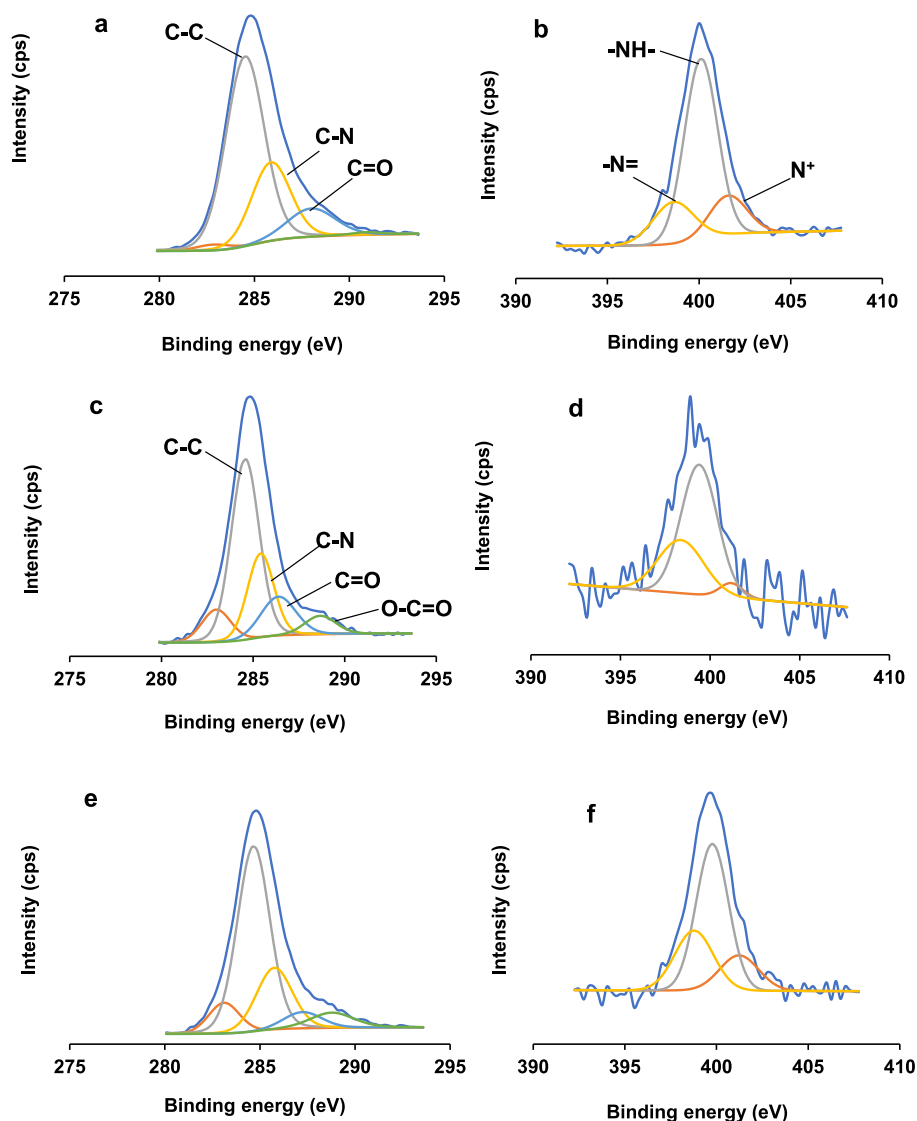 a
C-C
C-N
C=O
Intensity (cps)
275 280 285 290 295
Binding energy (eV)
b
-NH-
-N=
N⁺
Intensity (cps)
390 395 400 405 410
Binding energy (eV)
c
C-C
C-N
C=O
O-C=O
Intensity (cps)
275 280 285 290 295
Binding energy (eV)
d
Intensity (cps)
390 395 400 405 410
Binding energy (eV)
e
Intensity (cps)
275 280 285 290 295
Binding energy (eV)
f
Intensity (cps)
390 395 400 405 410
Binding energy (eV)